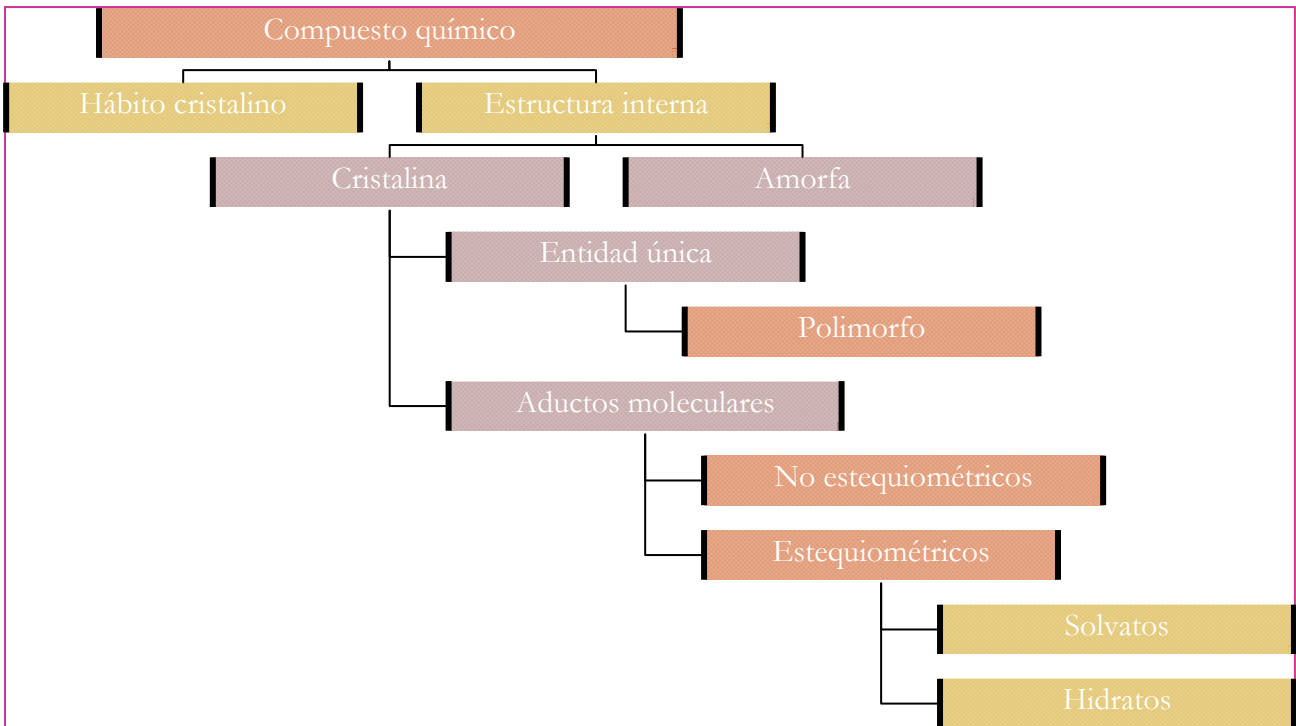 Compuesto químico
Hábito cristalino
Estructura interna
Cristalina
Amorfa
Entidad única
Polimorfo
Aductos moleculares
No estequiométricos
Estequiométricos
Solvatos
Hidratos